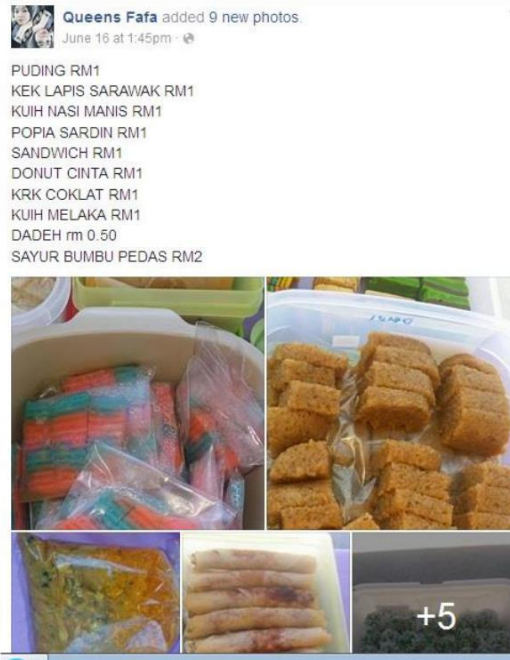 Queens Fafa added 9 new photos.
June 16 at 1:45pm ·
PUDING RM1
KEK LAPIS SARAWAK RM1
KUIH NASI MANIS RM1
POPIA SARDIN RM1
SANDWICH RM1
DONUT CINTA RM1
KRK COKLAT RM1
KUIH MELAKA RM1
DADEH rm 0.50
SAYUR BUMBU PEDAS RM2
+5